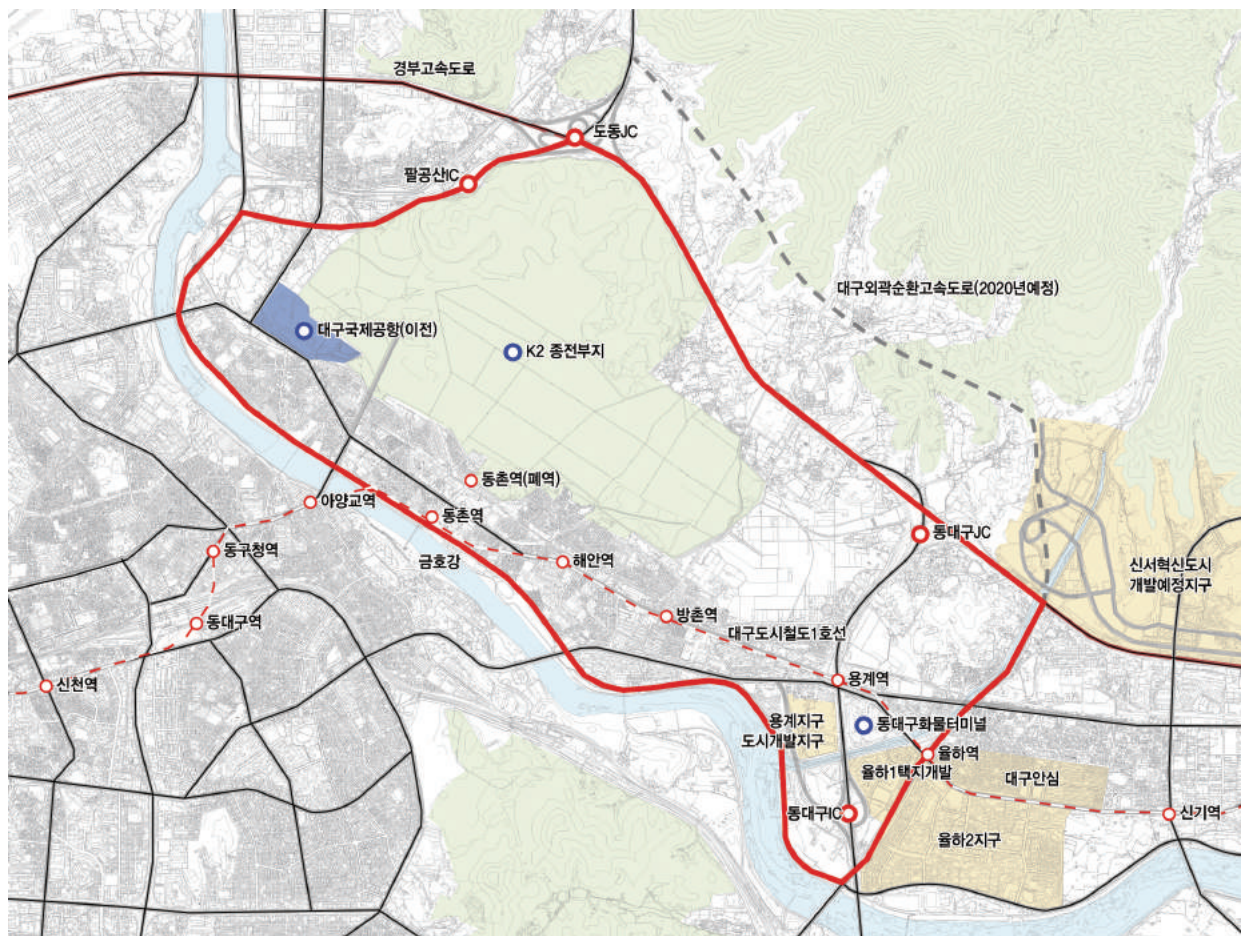 경부고속도로
도동JC
팔공산IC
대구외곽순환고속도로(2020년예정)
대구국제공항(이전)
K2 종전부지
동촌역(폐역)
아양교역
동촌역
동대구JC
동구청역
금호강
해안역
신서혁신도시
개발예정지구
방촌역
동대구역
대구도시철도1호선
신천역
용계역
용계지구
도시개발지구
동대구화물터미널
율하역
율하1택지개발
대구안심
동대구IC
신기역
율하2지구